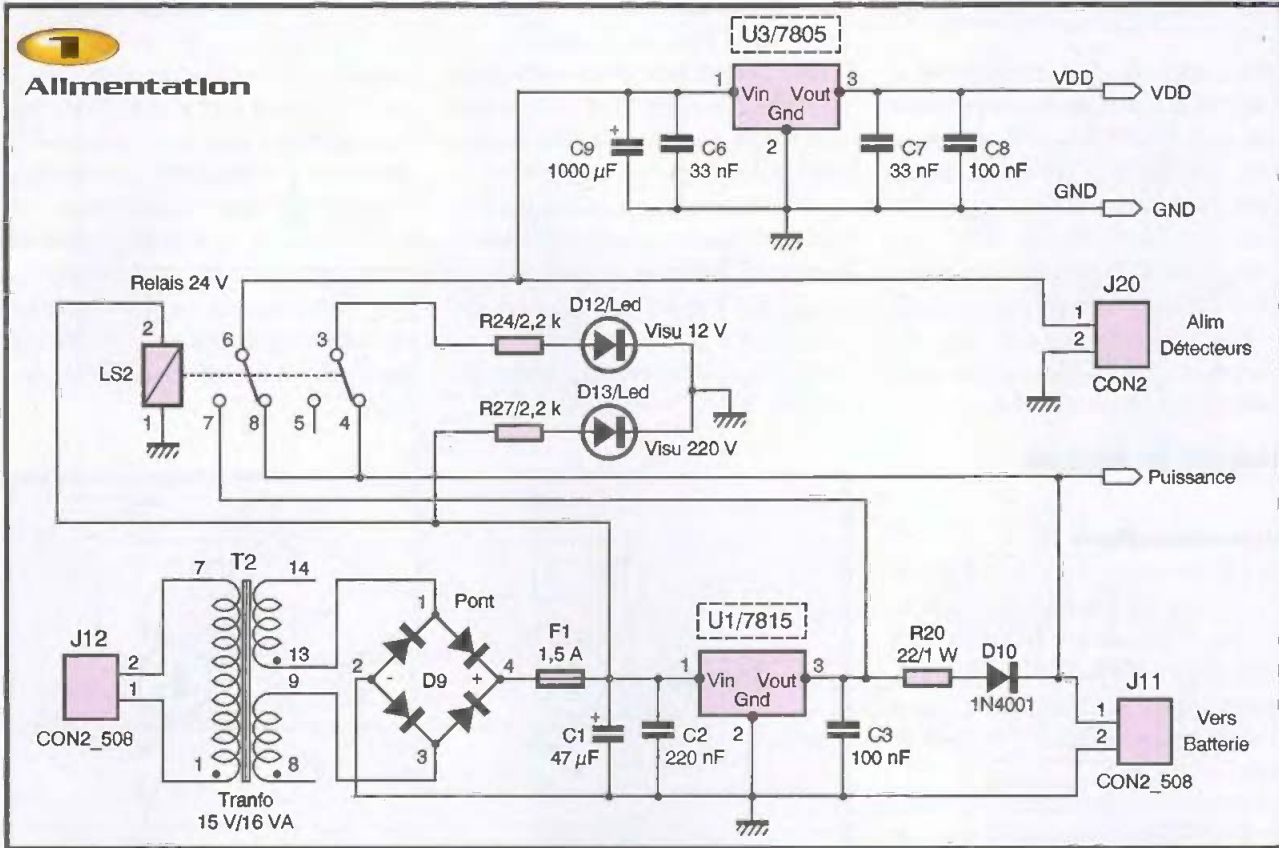 1
Alimentation
U3/7805
1
3
Vin
Vout
Gnd
2
VDD
VDD
C9
1000 µF
+
C6
33 nF
C7
33 nF
C8
100 nF
GND
GND
Relais 24 V
2
LS2
1
6
3
7
8
5
4
R24/2,2 k
D12/Led
Visu 12 V
R27/2,2 k
D13/Led
Visu 220 V
J20
1
2
Alim
Détecteurs
CON2
Puissance
J12
2
1
CON2_508
T2
7
14
13
9
1
8
Tranfo
15 V/16 VA
1
Pont
2
-
D9
+
4
3
F1
1,5 A
+
C1
47 µF
C2
220 nF
U1/7815
1
3
Vin
Vout
Gnd
2
C3
100 nF
R20
22/1 W
D10
1N4001
J11
1
2
Vers
Batterie
CON2_508